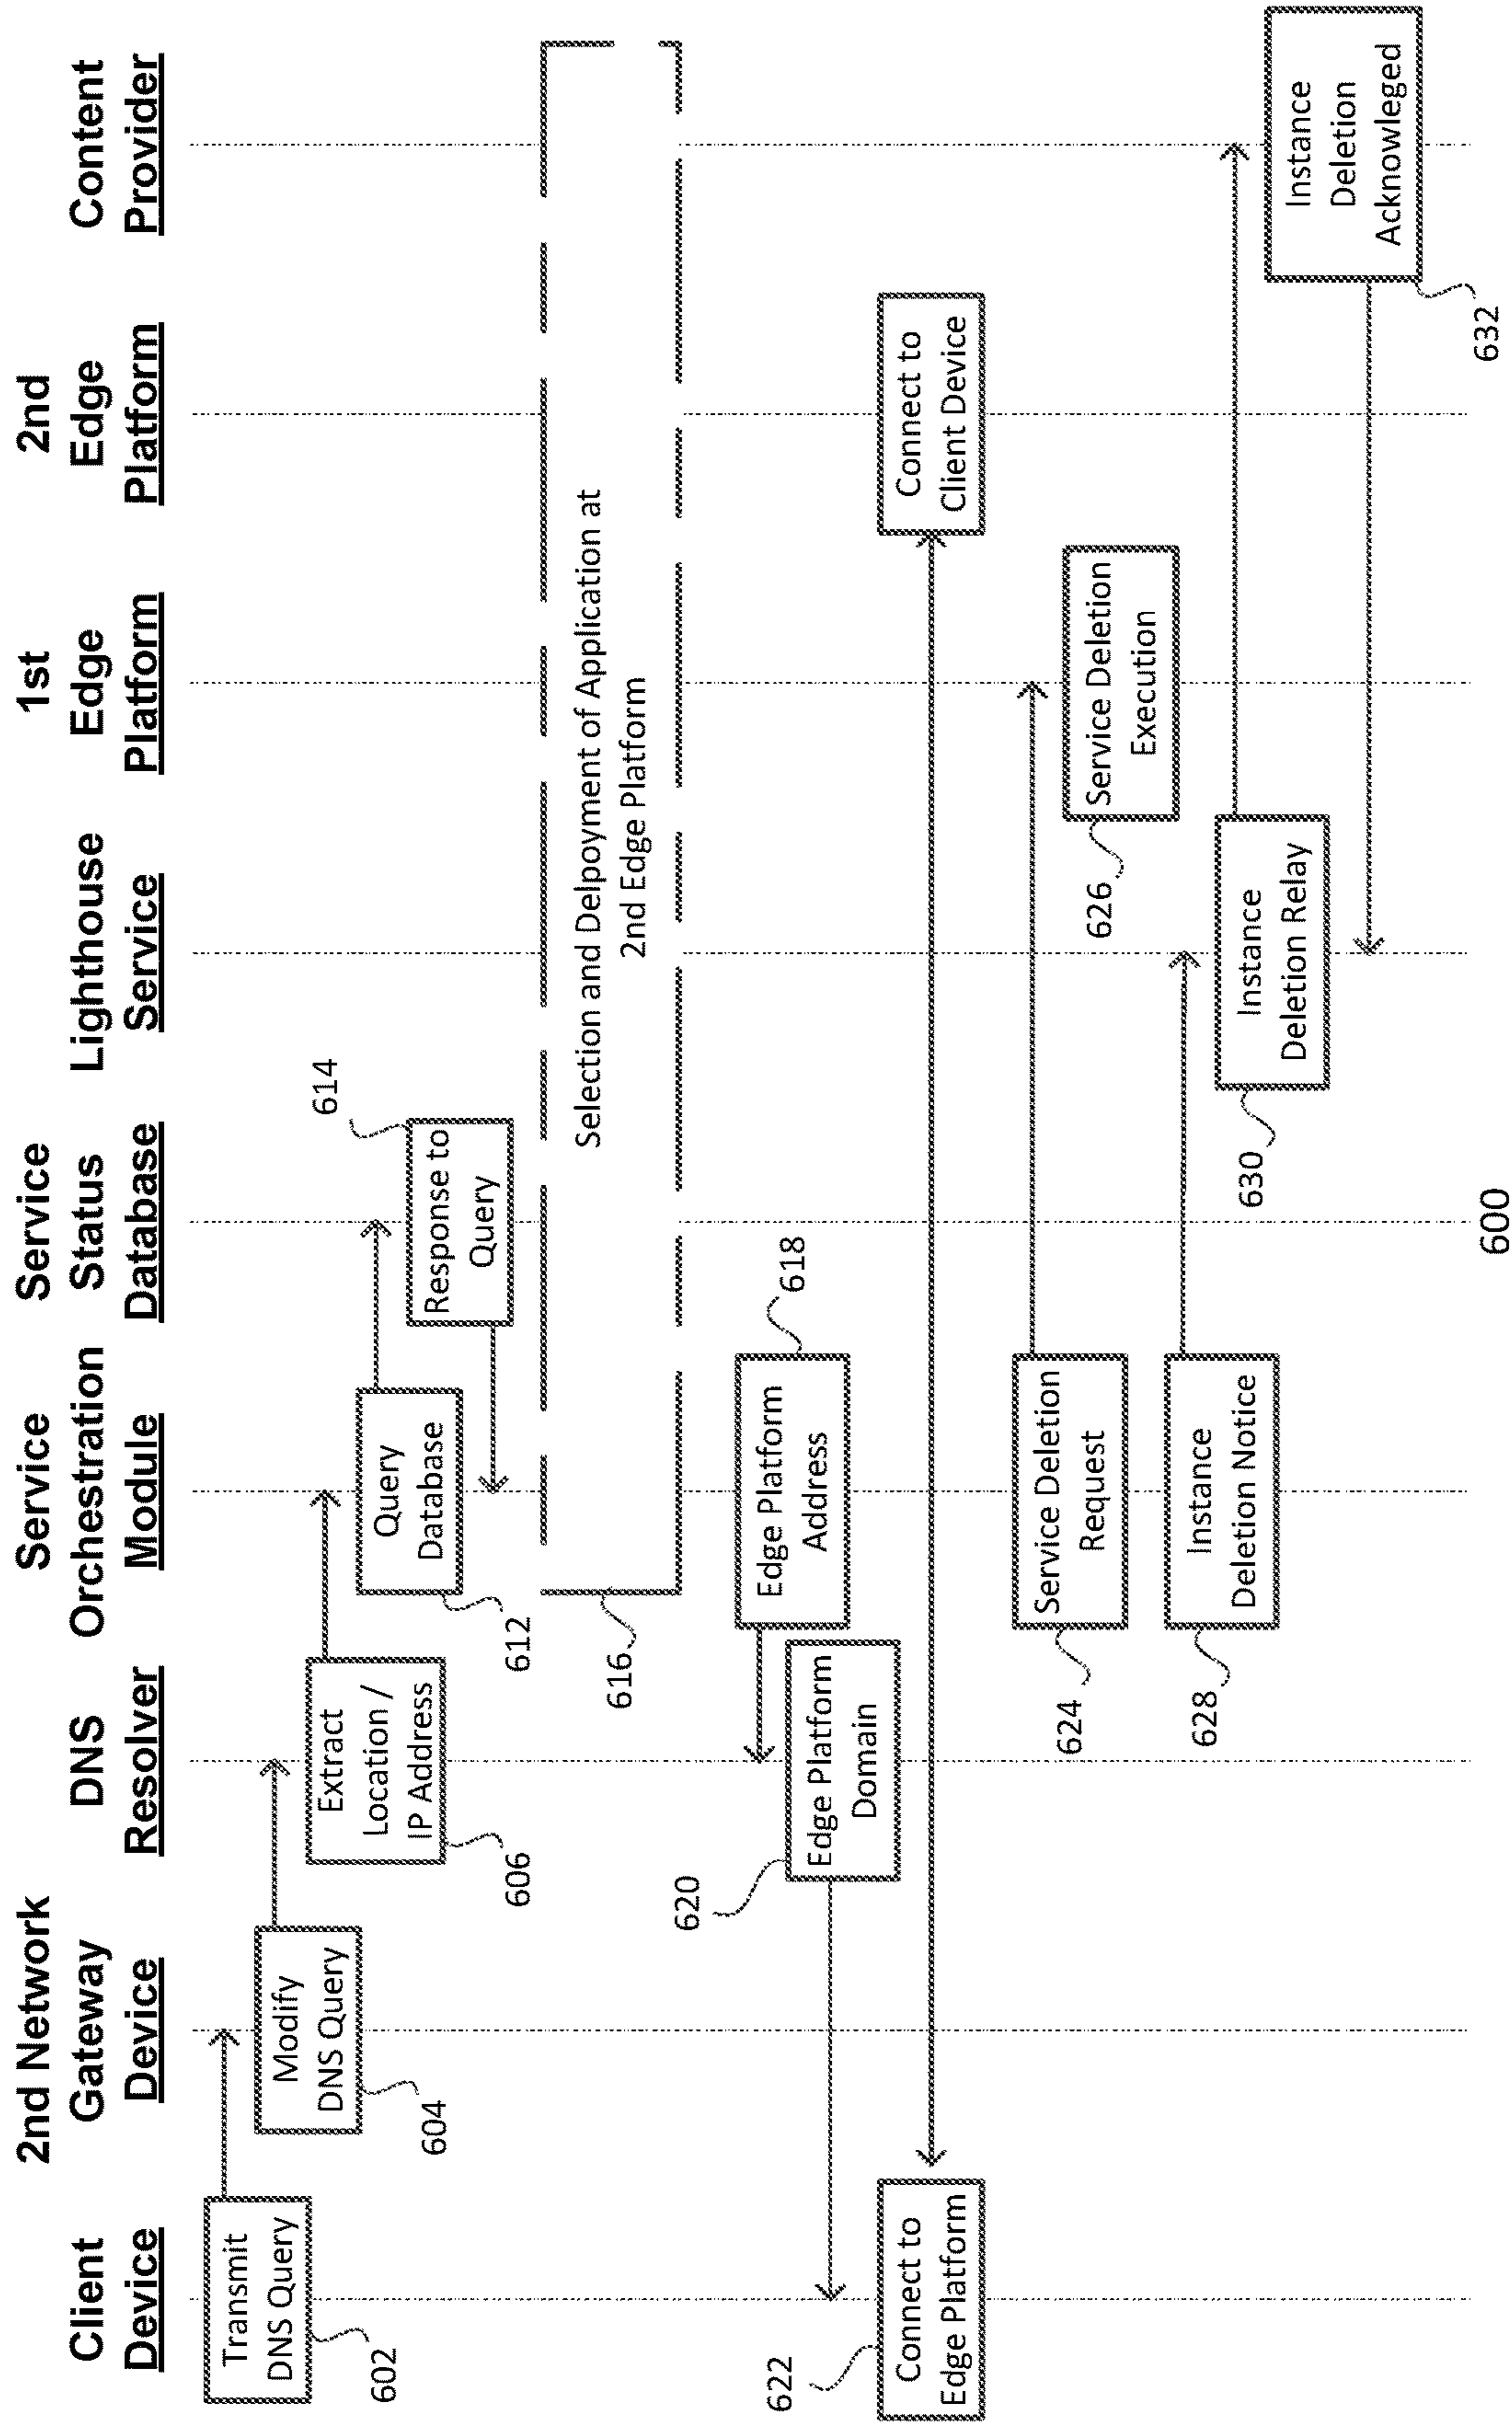 Client
Device
2nd Network
Gateway
Device
DNS
Resolver
Service
Orchestration
Module
Service
Status
Database
Lighthouse
Service
1st
Edge
Platform
2nd
Edge
Platform
Content
Provider
Transmit
DNS Query
602
Modify
DNS Query
604
Extract
Location /
IP Address
606
Query
Database
612
614
Response to
Query
Selection and Delpoyment of Application at
2nd Edge Platform
616
Edge Platform
Address
618
620
Edge Platform
Domain
622
Connect to
Edge Platform
Connect to
Client Device
Service Deletion
Request
624
Service Deletion
Execution
626
Instance
Deletion Notice
628
Instance
Deletion Relay
630
Instance
Deletion
Acknowleged
632
600